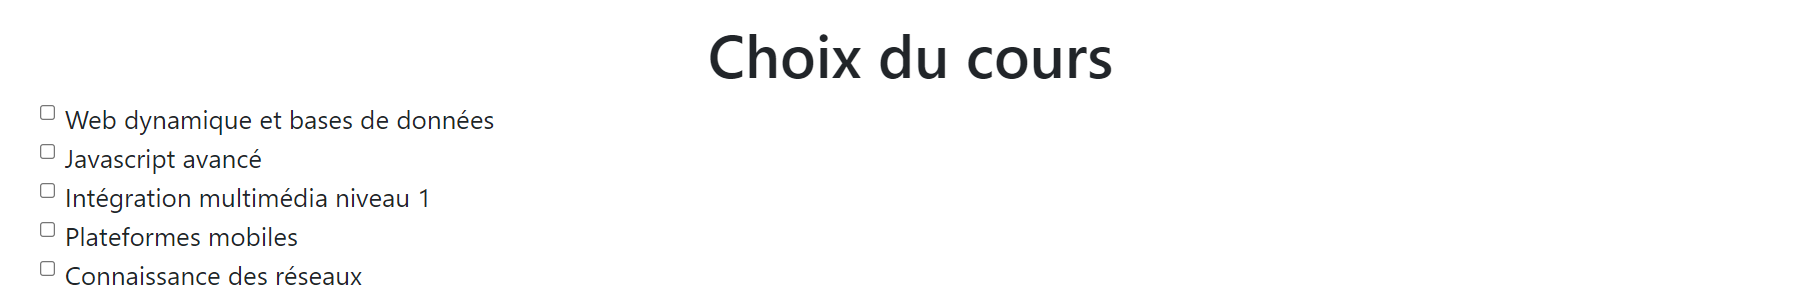 Choix du cours
Web dynamique et bases de données
Javascript avancé
Intégration multimédia niveau 1
Plateformes mobiles
Connaissance des réseaux